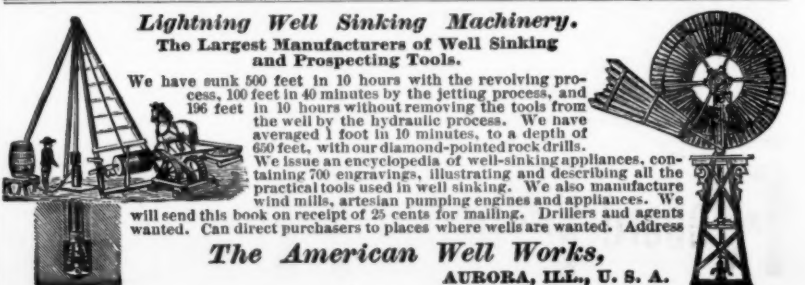 Lightning Well Sinking Machinery.
The Largest Manufacturers of Well Sinking
and Prospecting Tools.
We have sunk 500 feet in 10 hours with the revolving pro-
cess, 100 feet in 40 minutes by the jetting process, and
196 feet in 10 hours without removing the tools from
the well by the hydraulic process. We have
averaged 1 foot in 10 minutes, to a depth of
650 feet, with our diamond-pointed rock drills.
We issue an encyclopedia of well-sinking appliances, con-
taining 700 engravings, illustrating and describing all the
practical tools used in well sinking. We also manufacture
wind mills, artesian pumping engines and appliances. We
will send this book on receipt of 25 cents for mailing. Drillers and agents
wanted. Can direct purchasers to places where wells are wanted. Address
The American Well Works,
AURORA, ILL., U. S. A.